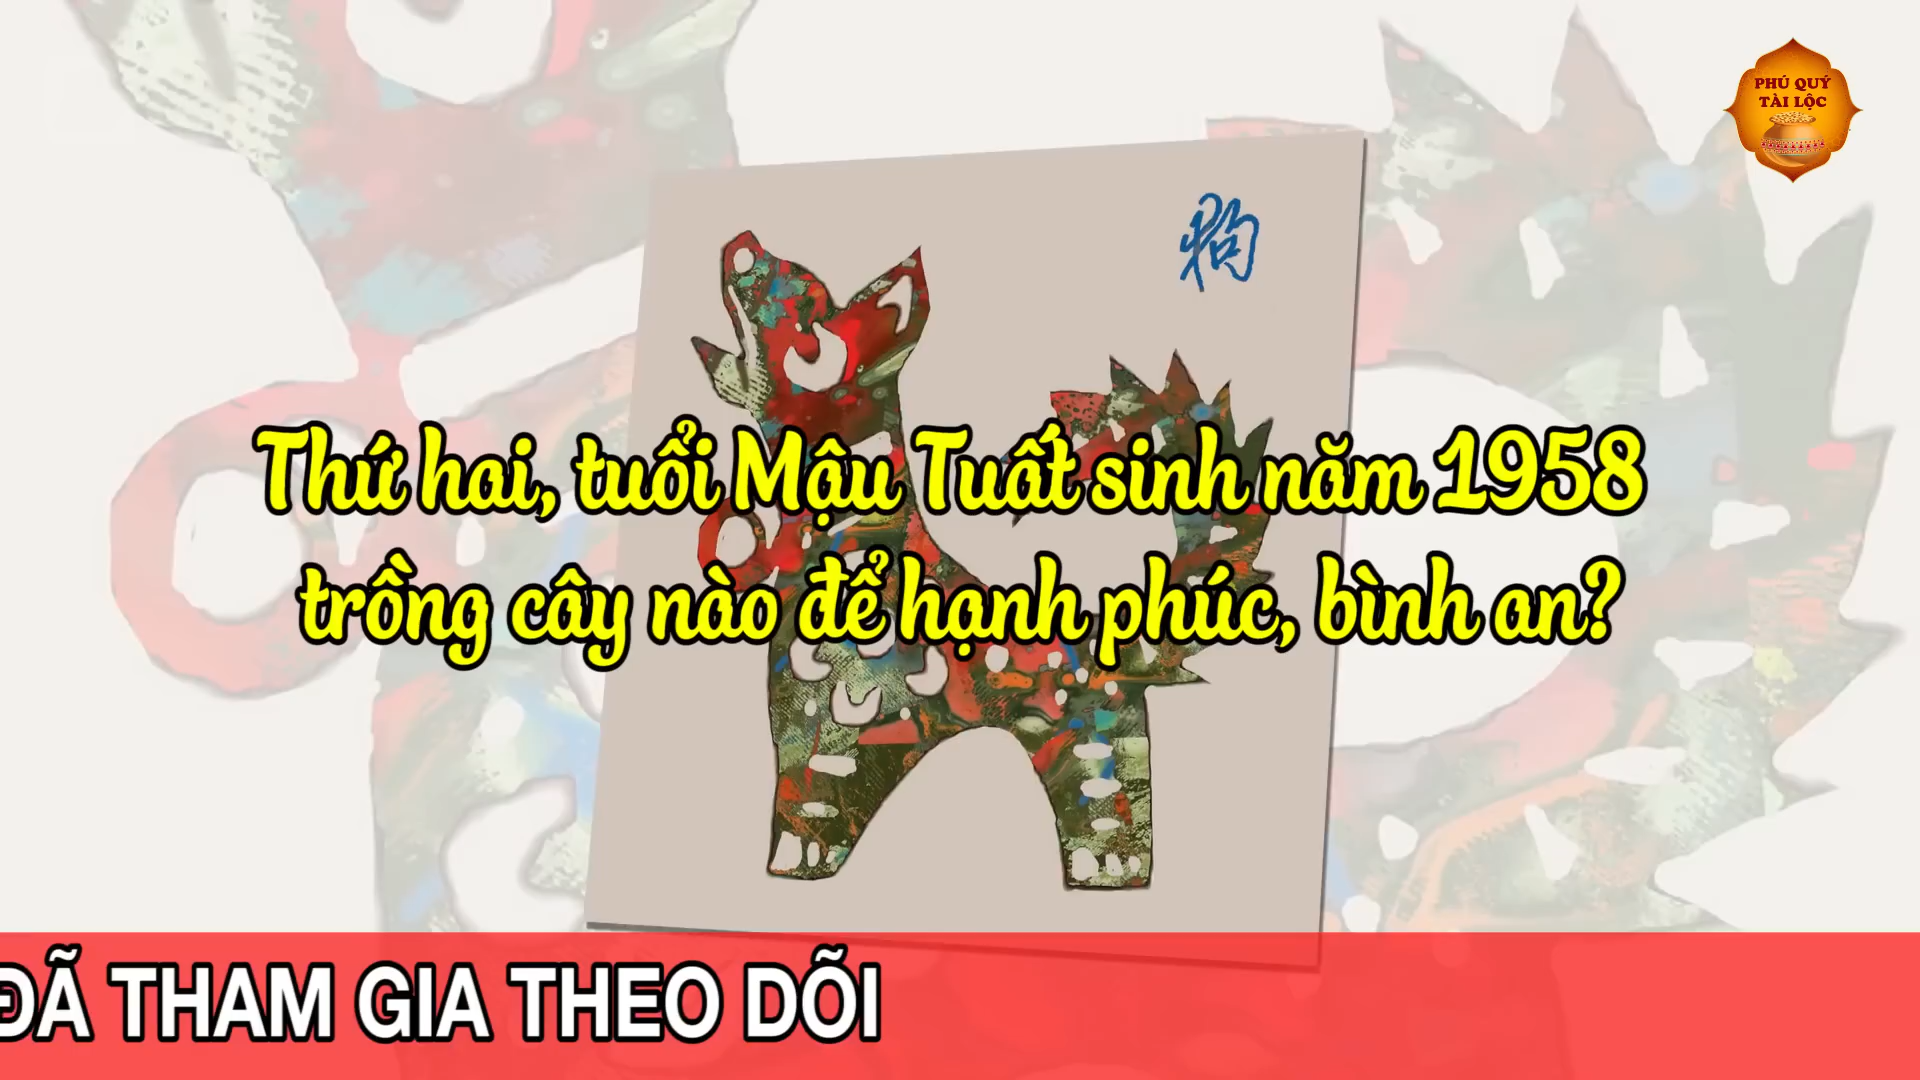 PHÚ QUÝ
TÀI LỘC
狗
Thứ hai, tuổi Mậu Tuất sinh năm 1958
trồng cây nào để hạnh phúc, bình an?
ĐÃ THAM GIA THEO DÕI